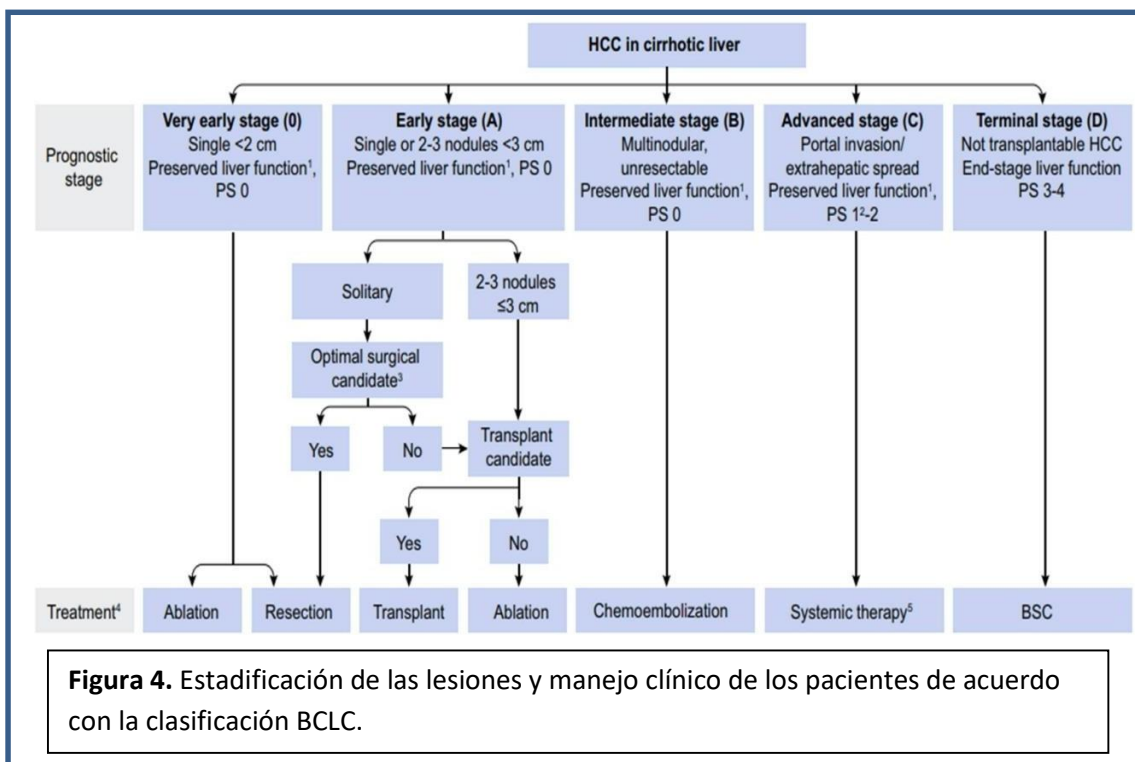 HCC in cirrhotic liver
Prognostic
stage
Very early stage (0)
Single <2 cm
Preserved liver function¹,
PS 0
Early stage (A)
Single or 2-3 nodules <3 cm
Preserved liver function¹, PS 0
Intermediate stage (B)
Multinodular,
unresectable
Preserved liver function¹,
PS 0
Advanced stage (C)
Portal invasion/
extrahepatic spread
Preserved liver function¹,
PS 1²-2
Terminal stage (D)
Not transplantable HCC
End-stage liver function
PS 3-4
Solitary
2-3 nodules
≤3 cm
Optimal surgical
candidate³
Yes
No
Transplant
candidate
Yes
No
Treatment⁴
Ablation
Resection
Transplant
Ablation
Chemoembolization
Systemic therapy⁵
BSC
Figura 4. Estadificación de las lesiones y manejo clínico de los pacientes de acuerdo
con la clasificación BCLC.